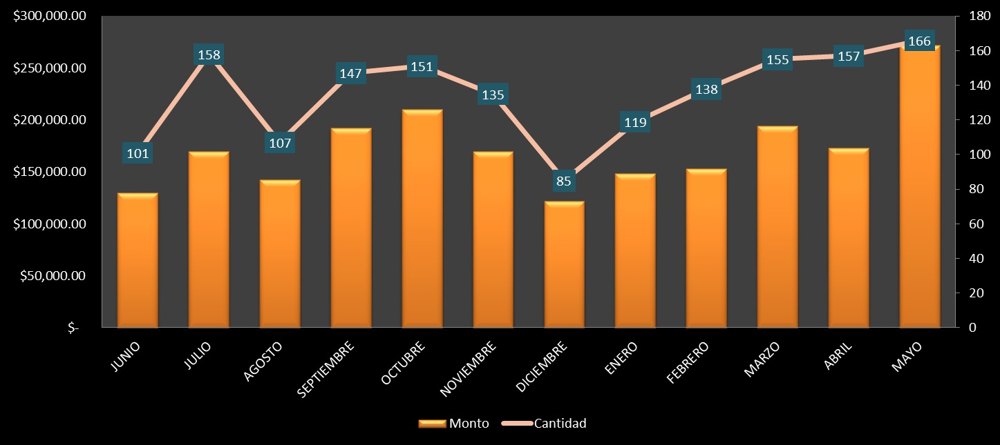 $300,000.00
$250,000.00
$200,000.00
$150,000.00
$100,000.00
$50,000.00
$-
180
160
140
120
100
80
60
40
20
0
101
158
107
147
151
135
85
119
138
155
157
166
JUNIO
JULIO
AGOSTO
SEPTIEMBRE
OCTUBRE
NOVIEMBRE
DICIEMBRE
ENERO
FEBRERO
MARZO
ABRIL
MAYO
Monto
Cantidad